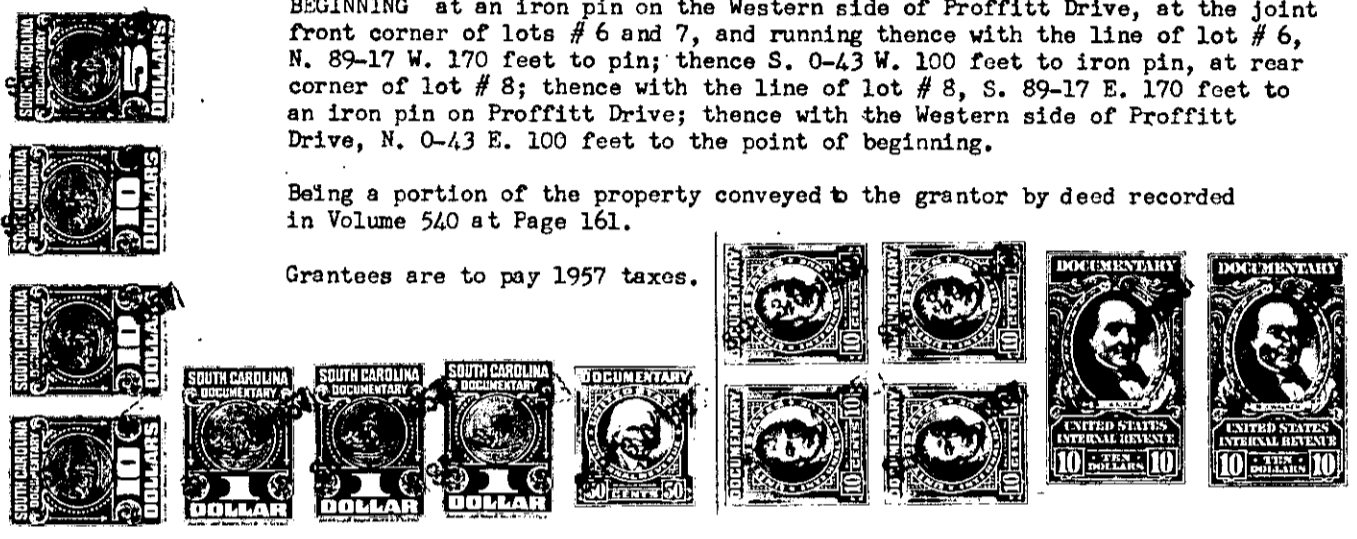 BEGINNING at an iron pin on the Western side of Proffitt Drive, at the joint
front corner of lots # 6 and 7, and running thence with the line of lot # 6,
N. 89-17 W. 170 feet to pin; thence S. 0-43 W. 100 feet to iron pin, at rear
corner of lot # 8; thence with the line of lot # 8, S. 89-17 E. 170 feet to
an iron pin on Proffitt Drive; thence with the Western side of Proffitt
Drive, N. 0-43 E. 100 feet to the point of beginning.
Being a portion of the property conveyed to the grantor by deed recorded
in Volume 540 at Page 161.
Grantees are to pay 1957 taxes.
SOUTH CAROLINA
DOCUMENTARY
5
DOLLARS
SOUTH CAROLINA
DOCUMENTARY
10
DOLLARS
SOUTH CAROLINA
DOCUMENTARY
10
DOLLARS
SOUTH CAROLINA
DOCUMENTARY
10
DOLLARS
SOUTH CAROLINA
DOCUMENTARY
1
DOLLAR
SOUTH CAROLINA
DOCUMENTARY
1
DOLLAR
SOUTH CAROLINA
DOCUMENTARY
1
DOLLAR
DOCUMENTARY
50 CENTS 50
DOCUMENTARY
10 CENTS 10
DOCUMENTARY
10 CENTS 10
DOCUMENTARY
10 CENTS 10
DOCUMENTARY
10 CENTS 10
DOCUMENTARY
UNITED STATES
INTERNAL REVENUE
10 TEN DOLLARS 10
DOCUMENTARY
UNITED STATES
INTERNAL REVENUE
10 TEN DOLLARS 10